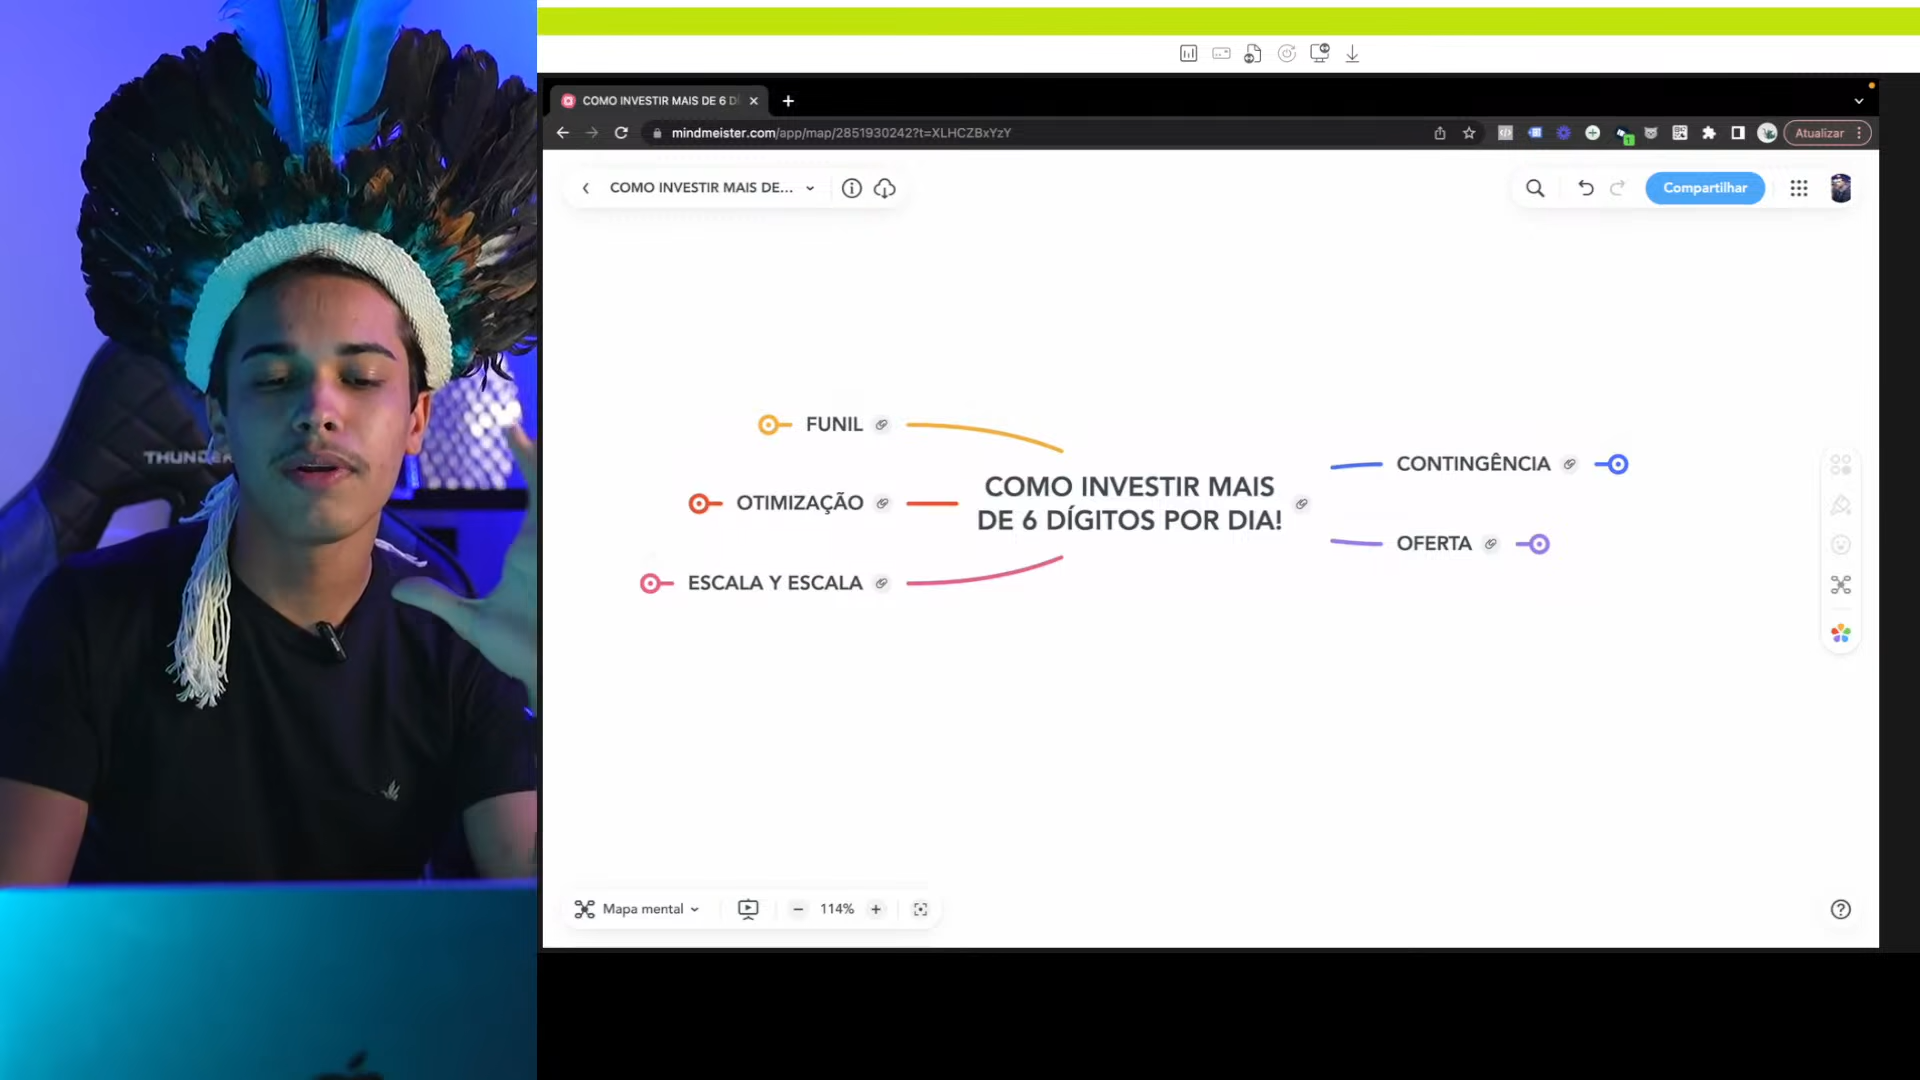 COMO INVESTIR MAIS DE 6 D
mindmeister.com/app/map/2851930242?t=XLHCZBxYzY
Atualizar
COMO INVESTIR MAIS DE...
Compartilhar
FUNIL
OTIMIZAÇÃO
ESCALA Y ESCALA
COMO INVESTIR MAIS
DE 6 DÍGITOS POR DIA!
CONTINGÊNCIA
OFERTA
Mapa mental
114%
THUNDER
1